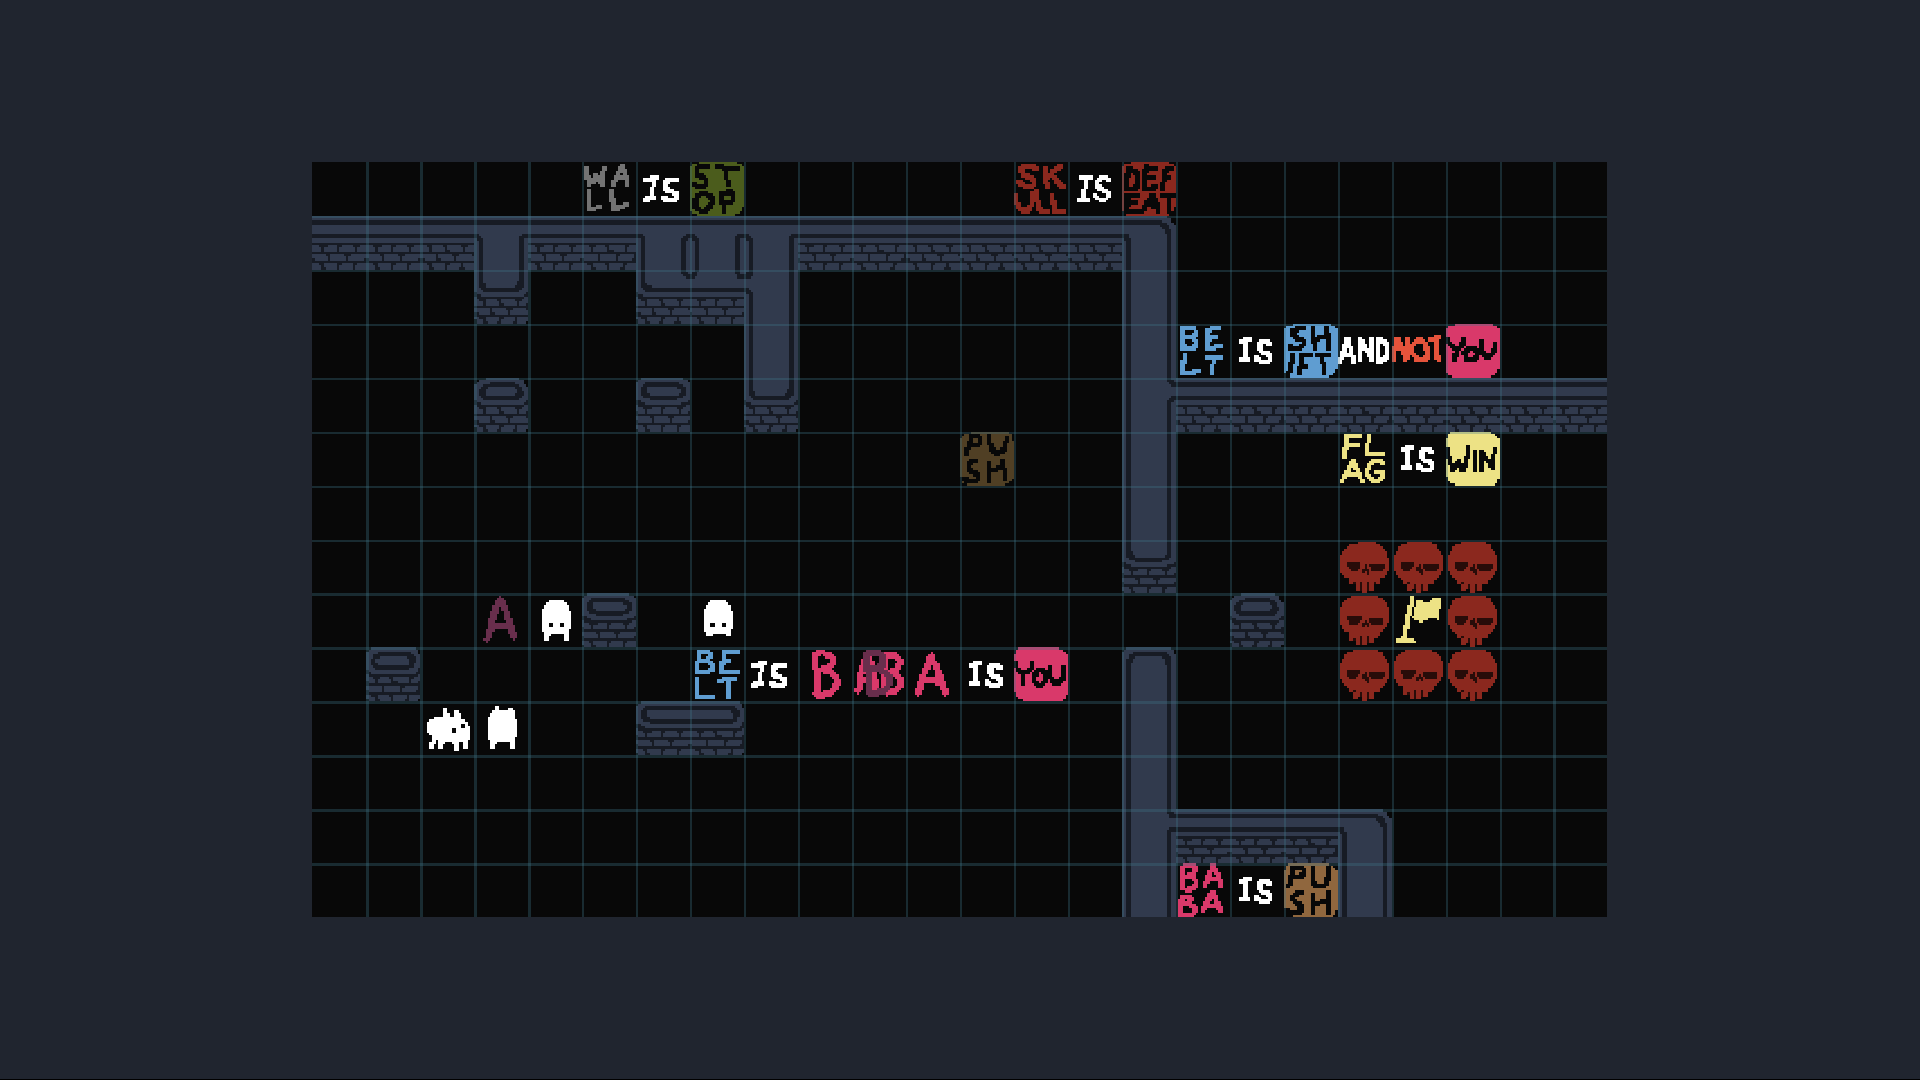 WALL IS STOP
SKULL IS DEFEAT
BELT IS SHIFT AND NOT YOU
PUSH
FLAG IS WIN
A
BELT IS BABA IS YOU
BABA IS PUSH